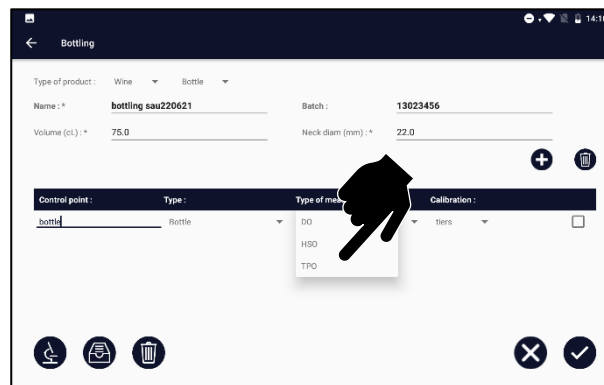 14:10
Bottling
Type of product : Wine Bottle
Name : * bottling sau220621 Batch : 13023456
Volume (cl.) : * 75.0 Neck diam (mm) : * 22.0
Control point : Type : Type of mea Calibration :
bottle Bottle DO tiers
HSO
TPO